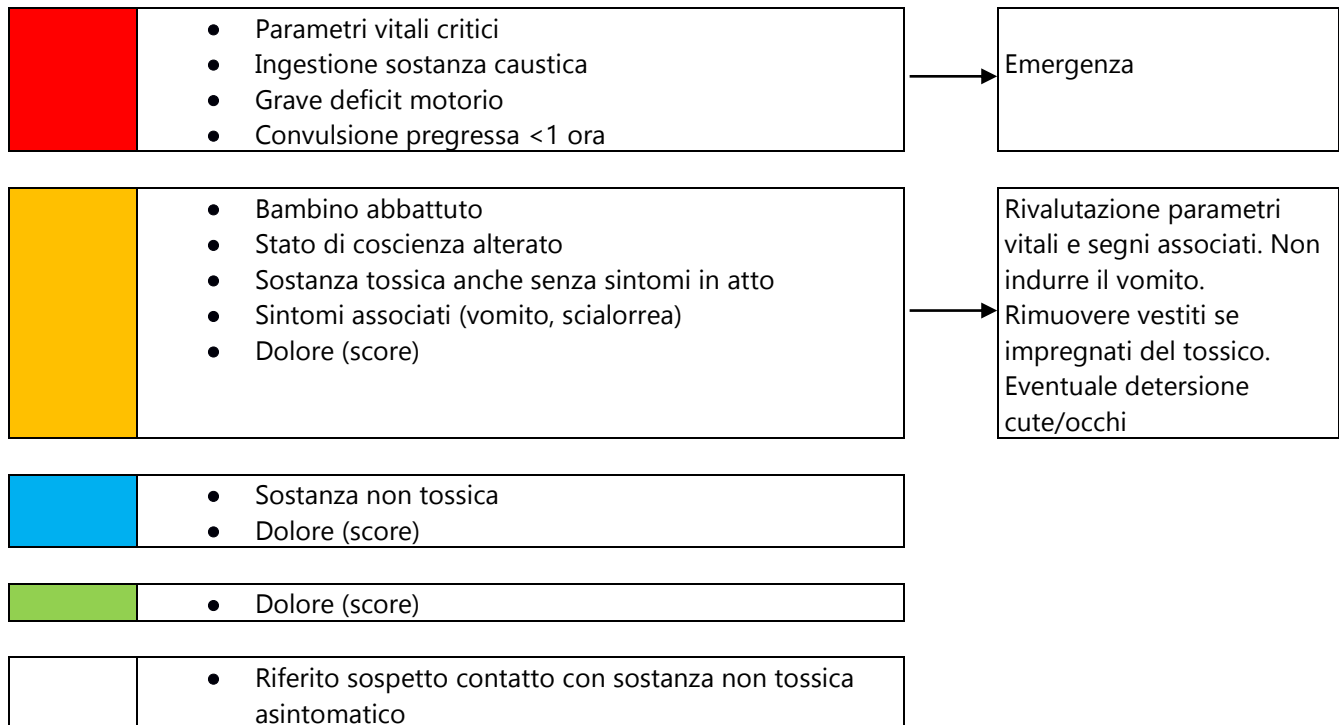 Parametri vitali critici
Ingestione sostanza caustica
Grave deficit motorio
Convulsione pregressa <1 ora
Emergenza
Bambino abbattuto
Stato di coscienza alterato
Sostanza tossica anche senza sintomi in atto
Sintomi associati (vomito, scialorrea)
Dolore (score)
Rivalutazione parametri
vitali e segni associati. Non
indurre il vomito.
Rimuovere vestiti se
impregnati del tossico.
Eventuale detersione
cute/occhi
Sostanza non tossica
Dolore (score)
Dolore (score)
Riferito sospetto contatto con sostanza non tossica
asintomatico